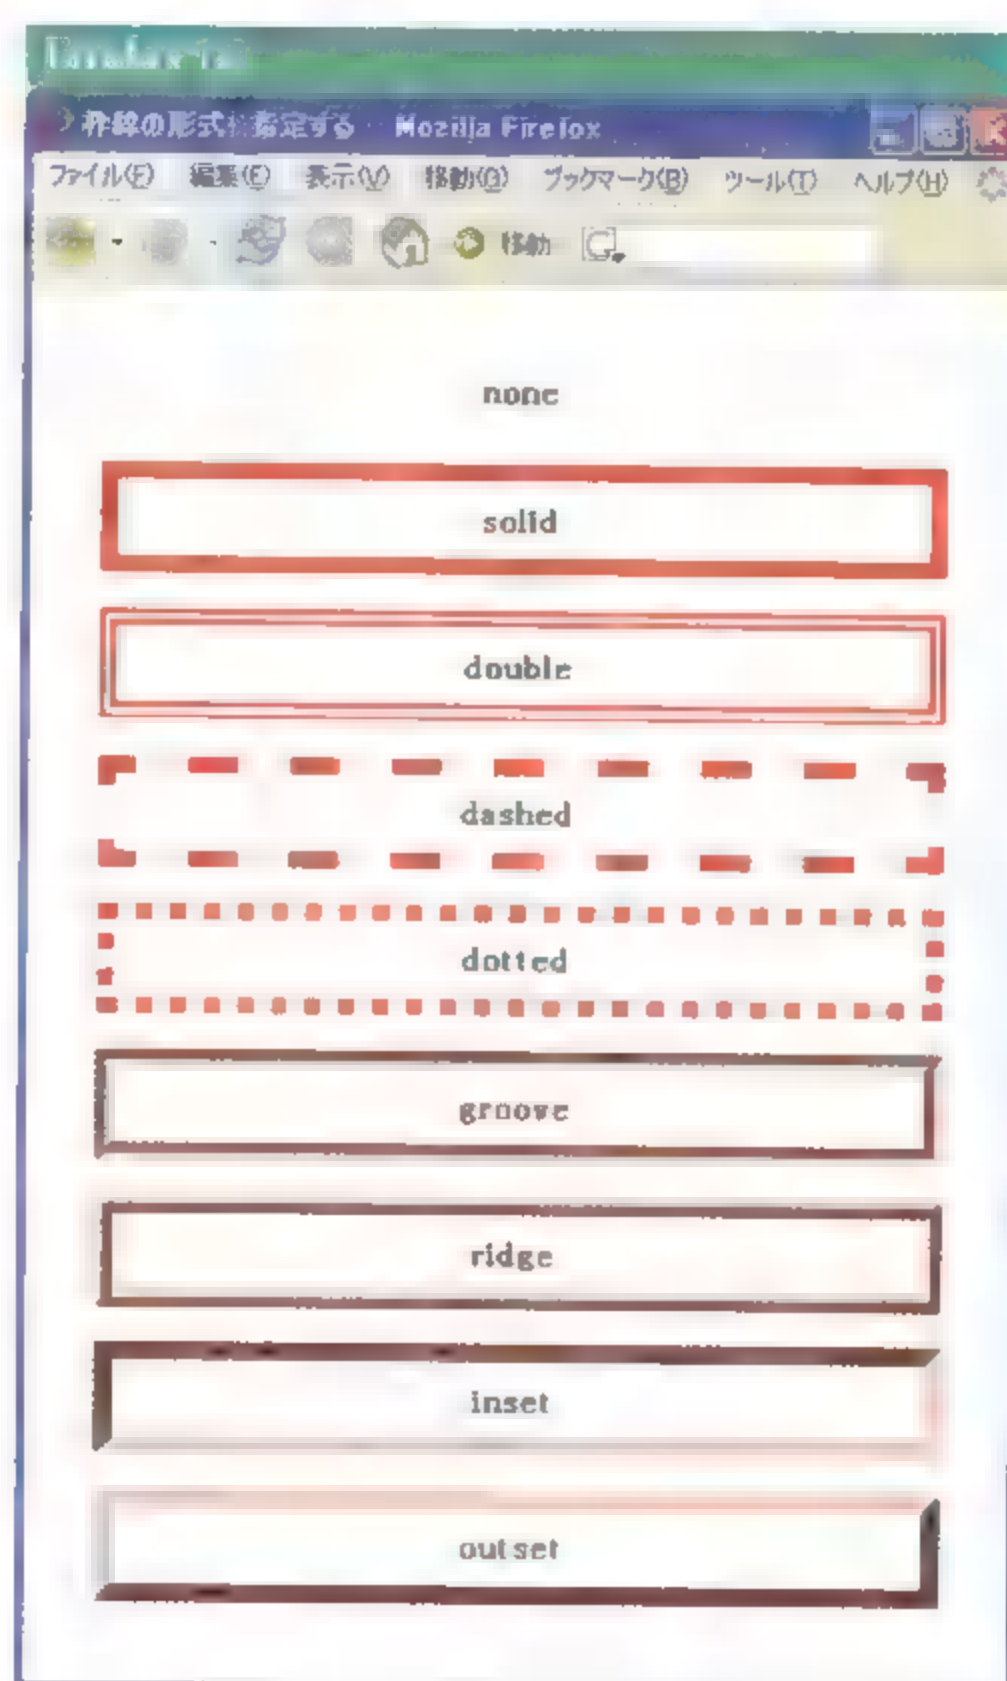 枠線の形式を指定する Mozilla Firefox
ファイル(F) 編集(E) 表示(V) 移動(G) ブックマーク(B) ツール(T) ヘルプ(H)
移動 G
none
solid
double
dashed
dotted
groove
ridge
inset
outset